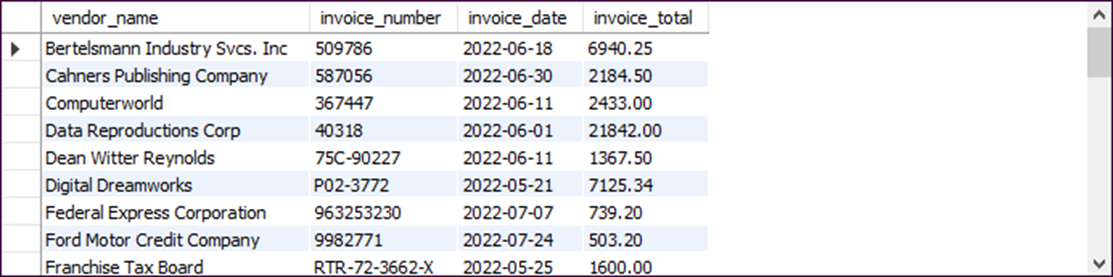 vendor_name invoice_number invoice_date invoice_total
Bertelsmann Industry Svcs. Inc 509786 2022-06-18 6940.25
Cahners Publishing Company 587056 2022-06-30 2184.50
Computerworld 367447 2022-06-11 2433.00
Data Reproductions Corp 40318 2022-06-01 21842.00
Dean Witter Reynolds 75C-90227 2022-06-11 1367.50
Digital Dreamworks P02-3772 2022-05-21 7125.34
Federal Express Corporation 963253230 2022-07-07 739.20
Ford Motor Credit Company 9982771 2022-07-24 503.20
Franchise Tax Board RTR-72-3662-X 2022-05-25 1600.00